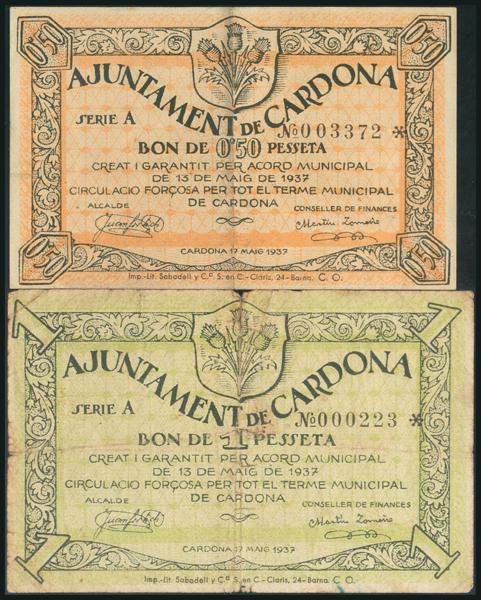 0'50 0'50
AJUNTAMENT DE CARDONA
SERIE A Nº 003372 *
BON DE 0'50 PESSETA
CREAT I GARANTIT PER ACORD MUNICIPAL
DE 13 DE MAIG DE 1937
CIRCULACIO FORÇOSA PER TOT EL TERME MUNICIPAL
DE CARDONA
ALCALDE CONSELLER DE FINANCES
CARDONA 17 MAIG 1937
0'50 0'50
Imp.-Lit. Sabadell y C.ª S. en C.-Claris, 24-Barna. C. O.
1 1
AJUNTAMENT DE CARDONA
SERIE A Nº 000223 *
BON DE 1 PESSETA
CREAT I GARANTIT PER ACORD MUNICIPAL
DE 13 DE MAIG DE 1937
CIRCULACIO FORÇOSA PER TOT EL TERME MUNICIPAL
DE CARDONA
ALCALDE CONSELLER DE FINANCES
CARDONA 17 MAIG 1937
1 1
Imp.-Lit. Sabadell y C.ª S. en C.-Claris, 24-Barna. C. O.